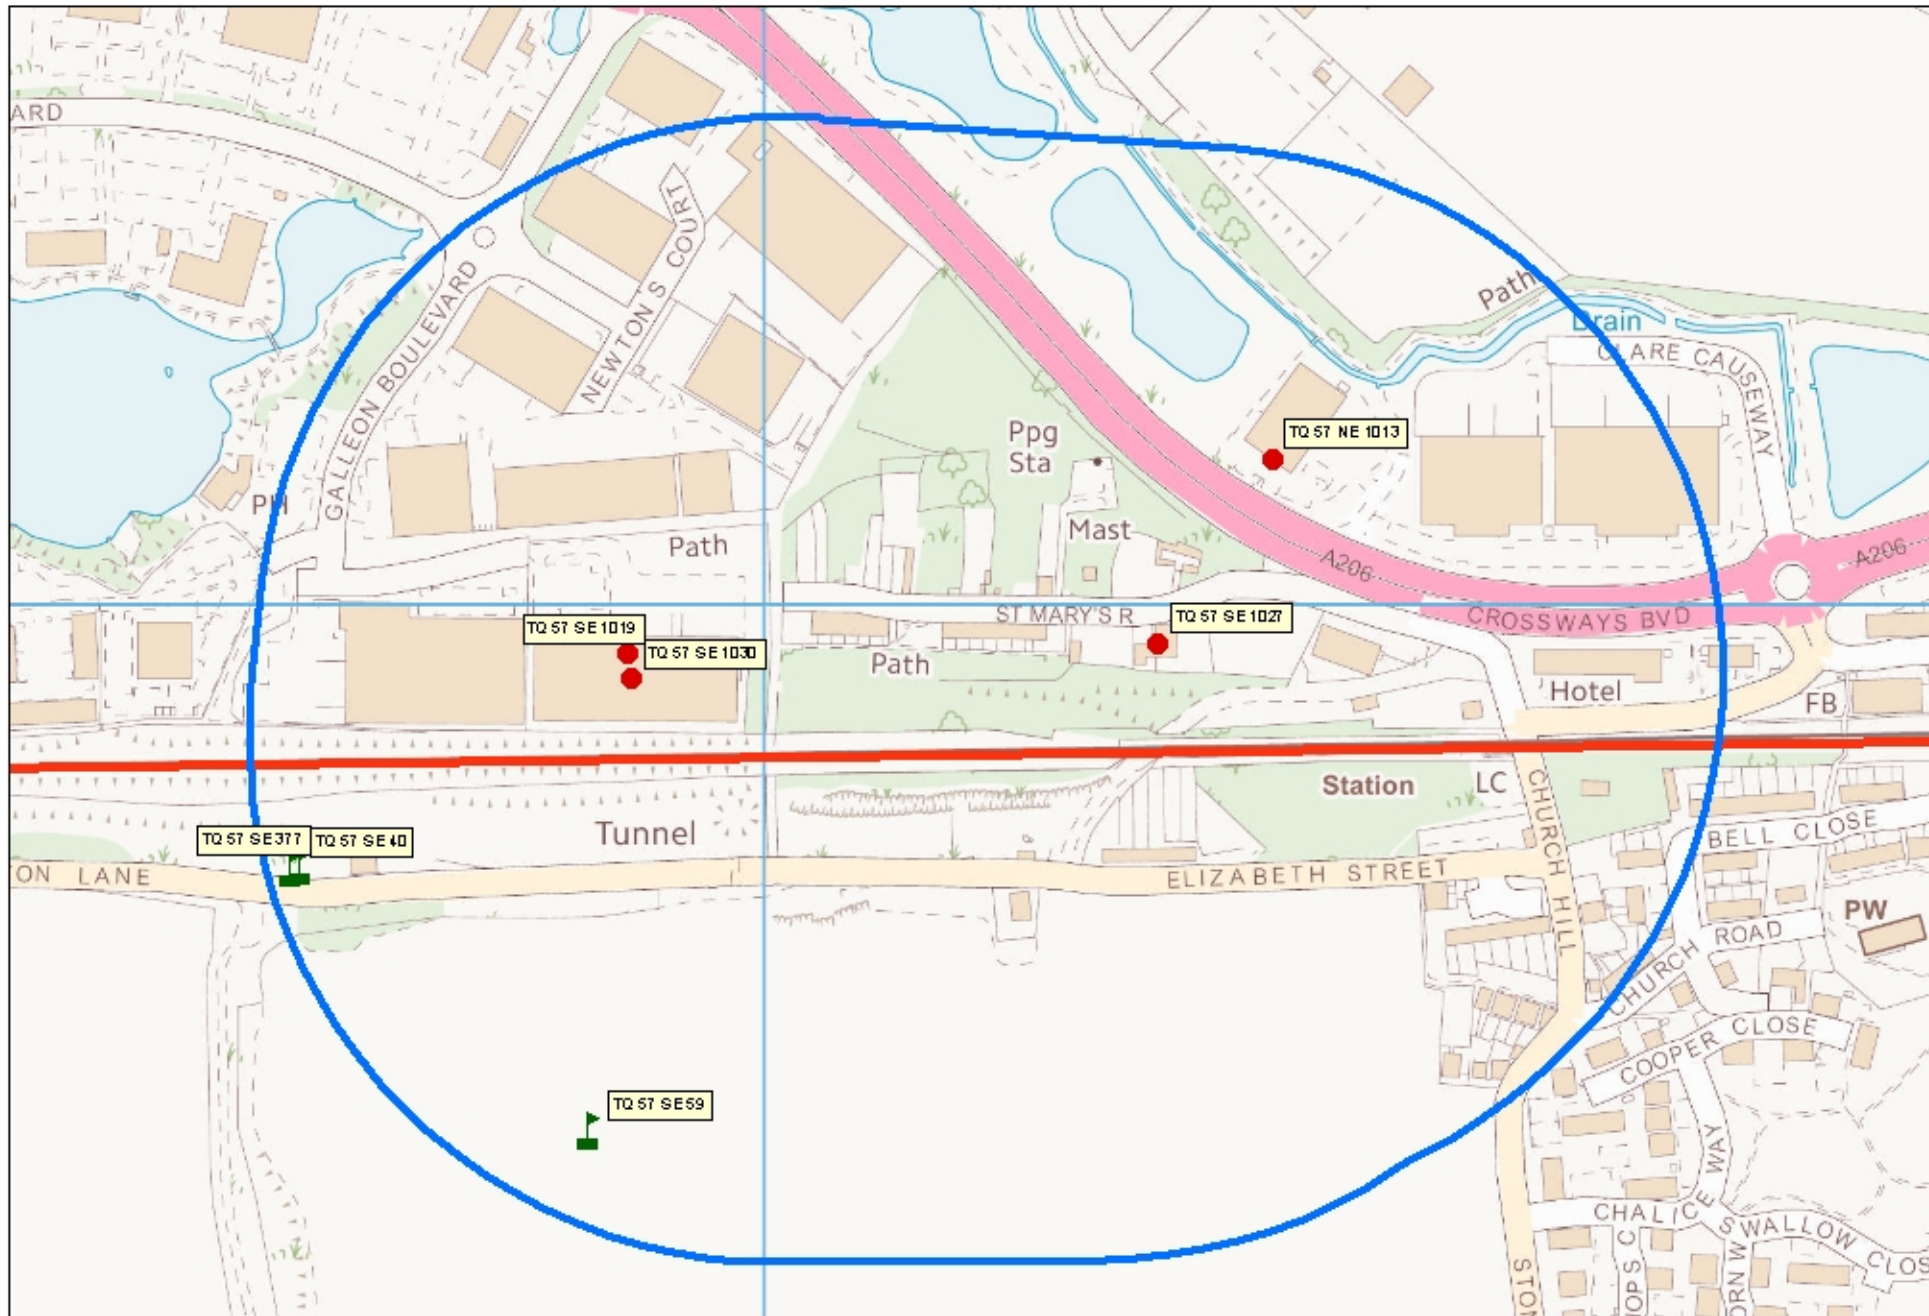 ARD
GALLEON BOULEVARD
NEWTON'S COURT
Path
Drain
CLARE CAUSEWAY
TQ 57 NE 1013
Ppg
Sta
PH
Path
Mast
A206
A206
TQ 57 SE 1019
TQ 57 SE 1030
ST MARY'S R
TQ 57 SE 1027
CROSSWAYS BVD
Path
Hotel
FB
Station
LC
CHURCH HILL
TQ 57 SE 377
TQ 57 SE 40
Tunnel
BELL CLOSE
ON LANE
ELIZABETH STREET
PW
CHURCH ROAD
COOPER CLOSE
TQ 57 SE 59
CHALICE WAY
SWALLOW CLOS
STON
OPS C
ORNW